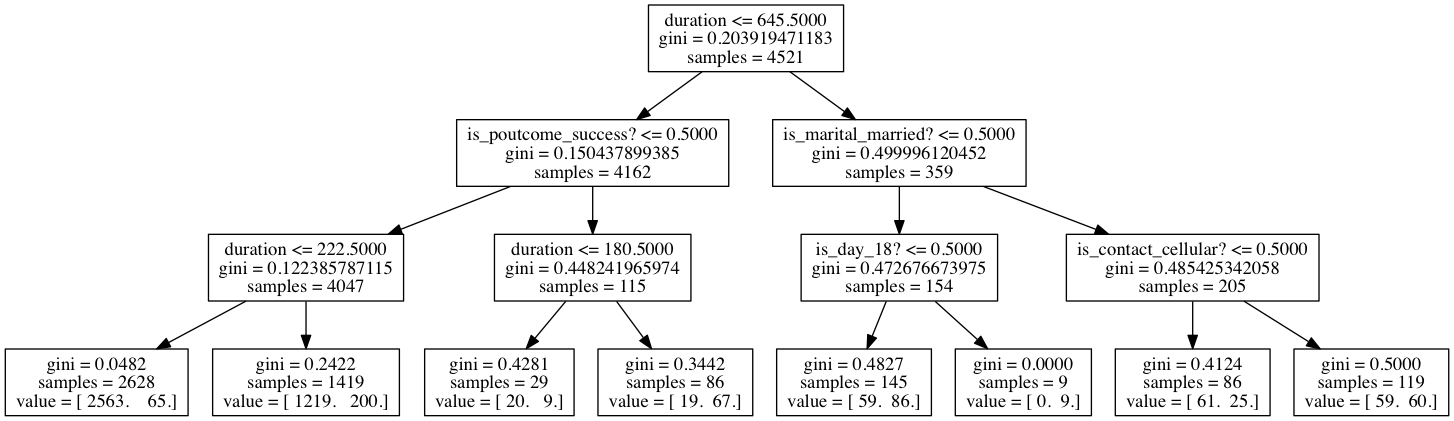 duration <= 645.5000
gini = 0.203919471183
samples = 4521
is_poutcome_success? <= 0.5000
gini = 0.150437899385
samples = 4162
is_marital_married? <= 0.5000
gini = 0.499996120452
samples = 359
duration <= 222.5000
gini = 0.122385787115
samples = 4047
duration <= 180.5000
gini = 0.448241965974
samples = 115
is_day_18? <= 0.5000
gini = 0.472676673975
samples = 154
is_contact_cellular? <= 0.5000
gini = 0.485425342058
samples = 205
gini = 0.0482
samples = 2628
value = [ 2563. 65.]
gini = 0.2422
samples = 1419
value = [ 1219. 200.]
gini = 0.4281
samples = 29
value = [ 20. 9.]
gini = 0.3442
samples = 86
value = [ 19. 67.]
gini = 0.4827
samples = 145
value = [ 59. 86.]
gini = 0.0000
samples = 9
value = [ 0. 9.]
gini = 0.4124
samples = 86
value = [ 61. 25.]
gini = 0.5000
samples = 119
value = [ 59. 60.]